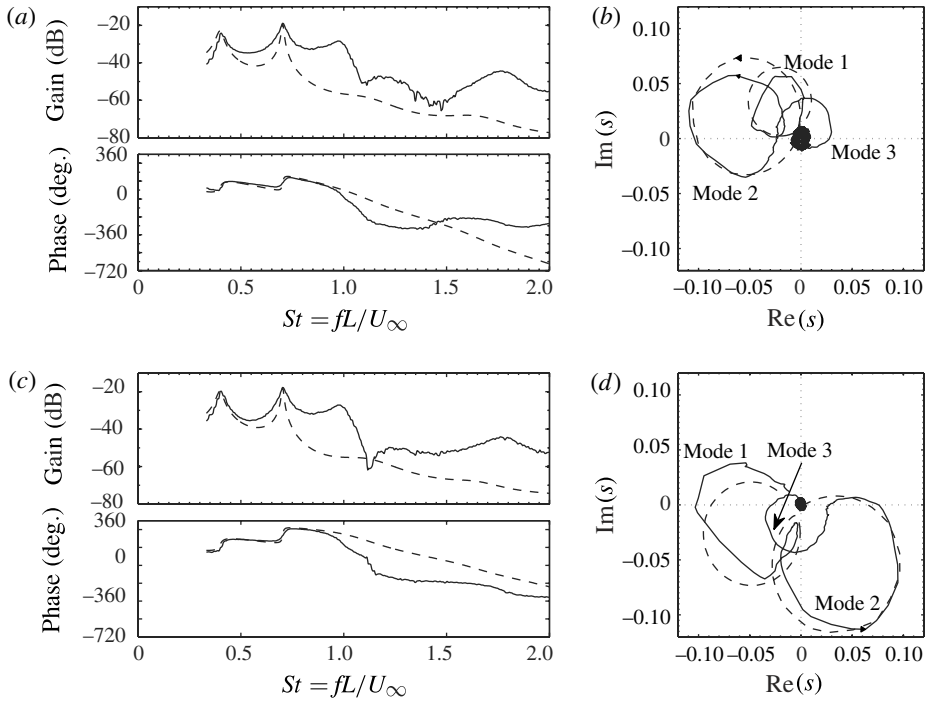 (a)
Gain (dB)
−20
−40
−60
−80
Phase (deg.)
360
0
−360
−720
0
0.5
1.0
1.5
2.0
St = fL/U∞
(b)
Im (s)
0.10
0.05
0
−0.05
−0.10
Mode 1
Mode 3
Mode 2
−0.10
−0.05
0
0.05
0.10
Re (s)
(c)
Gain (dB)
−20
−40
−60
−80
Phase (deg.)
360
0
−360
−720
0
0.5
1.0
1.5
2.0
St = fL/U∞
(d)
Im (s)
0.10
0.05
0
−0.05
−0.10
Mode 1
Mode 3
Mode 2
−0.10
−0.05
0
0.05
0.10
Re (s)